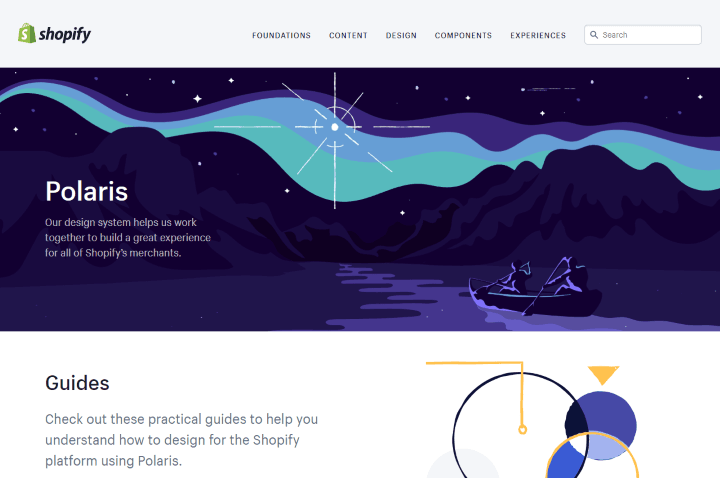 shopify
FOUNDATIONS CONTENT DESIGN COMPONENTS EXPERIENCES Search
Polaris
Our design system helps us work
together to build a great experience
for all of Shopify's merchants.
Guides
Check out these practical guides to help you
understand how to design for the Shopify
platform using Polaris.